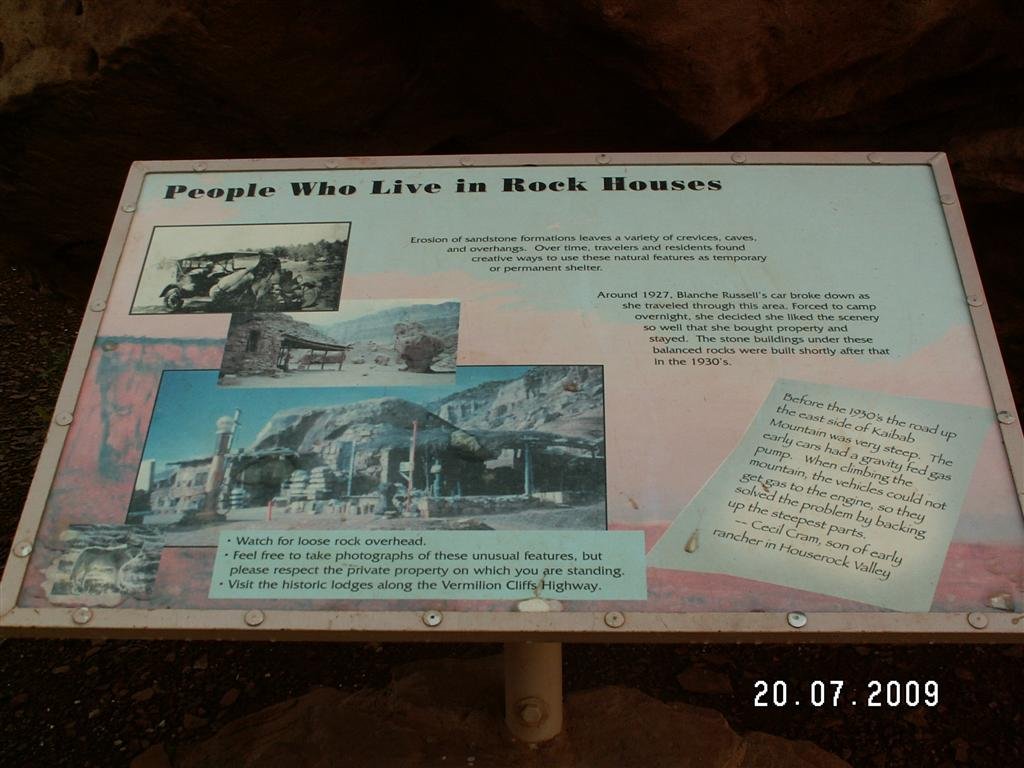 People Who Live in Rock Houses
Erosion of sandstone formations leaves a variety of crevices, caves,
and overhangs. Over time, travelers and residents found
creative ways to use these natural features as temporary
or permanent shelter.
Around 1927, Blanche Russell's car broke down as
she traveled through this area. Forced to camp
overnight, she decided she liked the scenery
so well that she bought property and
stayed. The stone buildings under these
balanced rocks were built shortly after that
in the 1930's.
Before the 1930's the road up
the east side of Kaibab
Mountain was very steep. The
early cars had a gravity fed gas
pump. When climbing the
mountain, the vehicles could not
get gas to the engine, so they
solved the problem by backing
up the steepest parts.
-- Cecil Cram, son of early
rancher in Houserock Valley
• Watch for loose rock overhead.
• Feel free to take photographs of these unusual features, but
please respect the private property on which you are standing.
• Visit the historic lodges along the Vermilion Cliffs Highway.
20.07.2009